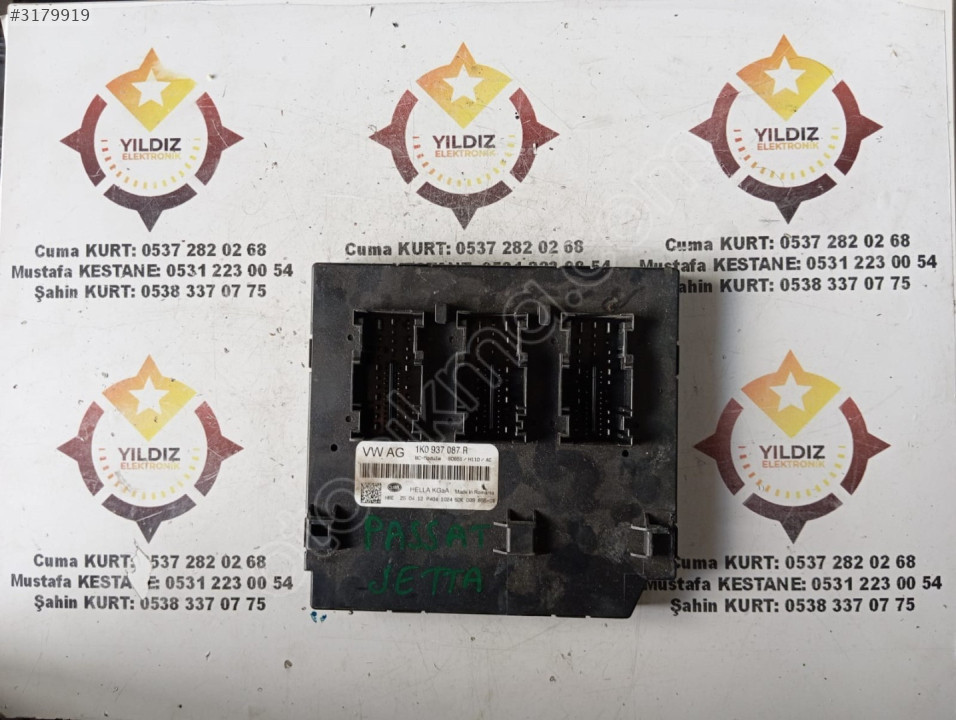 #3179919
YILDIZ
ELEKTRONİK
Cuma KURT: 0537 282 02 68
Mustafa KESTANE: 0531 223 00 54
Şahin KURT: 0538 337 07 75
YILDIZ
ELEKTRONİK
Cuma KURT: 0537 282 02 68
YILDIZ
ELEKTRONİK
Cuma KURT: 0537 282 02 68
Mustafa KESTANE: 0531 223 00 54
Şahin KURT: 0538 337 07 75
VW AG
1K0 937 087 R
HELLA KGaA
Made in Romania
PASSAT
JETTA
YILDIZ
ELEKTRONİK
Cuma KURT: 0537 282 02 68
Mustafa KESTA E: 0531 223 00 54
Şahin KURT: 0538 337 07 75
YILDIZ
ELEKTRONİK
Cuma KURT: 0537 282 02 68
Mustafa KESTANE: 0531 223 00 54
Şahin KURT: 0538 337 07 75